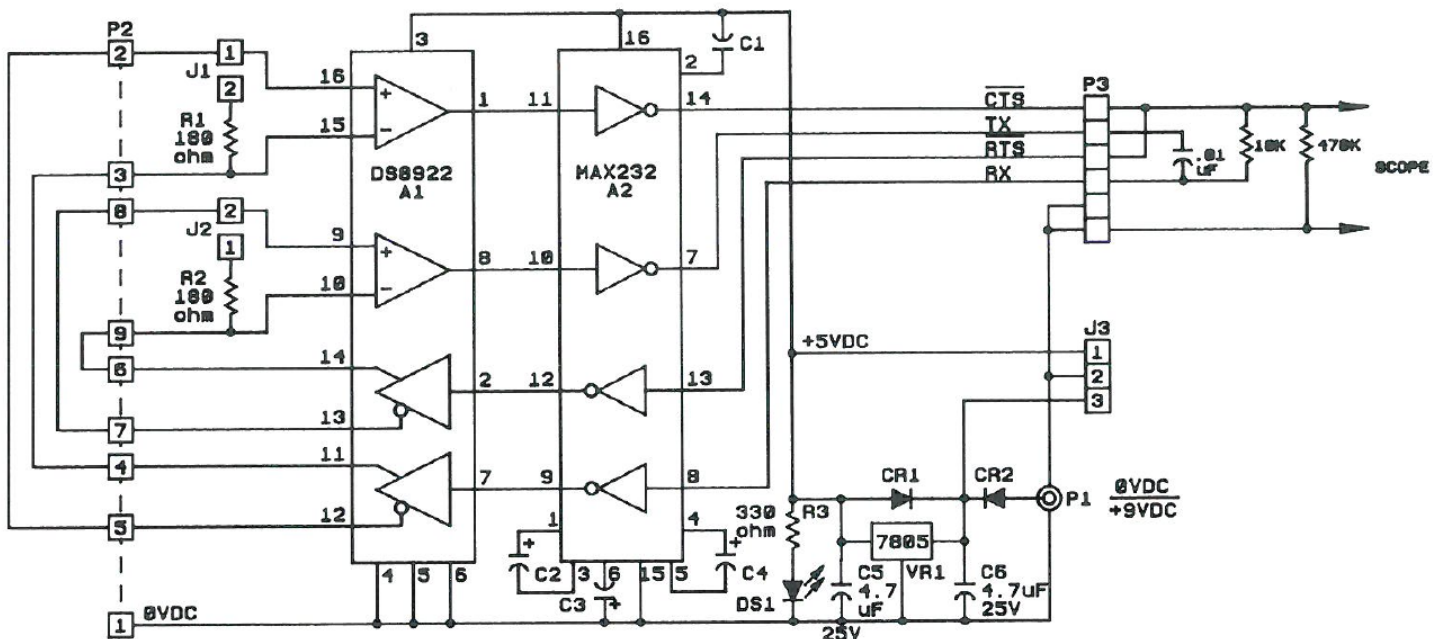 P2
2
1
J1
2
R1
180
ohm
3
8
2
J2
1
R2
180
ohm
9
6
7
4
5
1
0VDC
3
16
15
1
DS8922
A1
9
10
8
14
2
13
11
7
12
4
5
6
16
2
C1
11
14
MAX232
A2
10
7
12
13
9
8
1
4
+
C2
3
6
15
5
+
C4
C3
+
CTS
TX
RTS
RX
P3
.01
uF
10K
470K
SCOPE
+5VDC
J3
1
2
3
330
ohm
R3
DS1
CR1
CR2
P1
0VDC
+9VDC
7805
VR1
C5
4.7
uF
25V
C6
4.7uF
25V